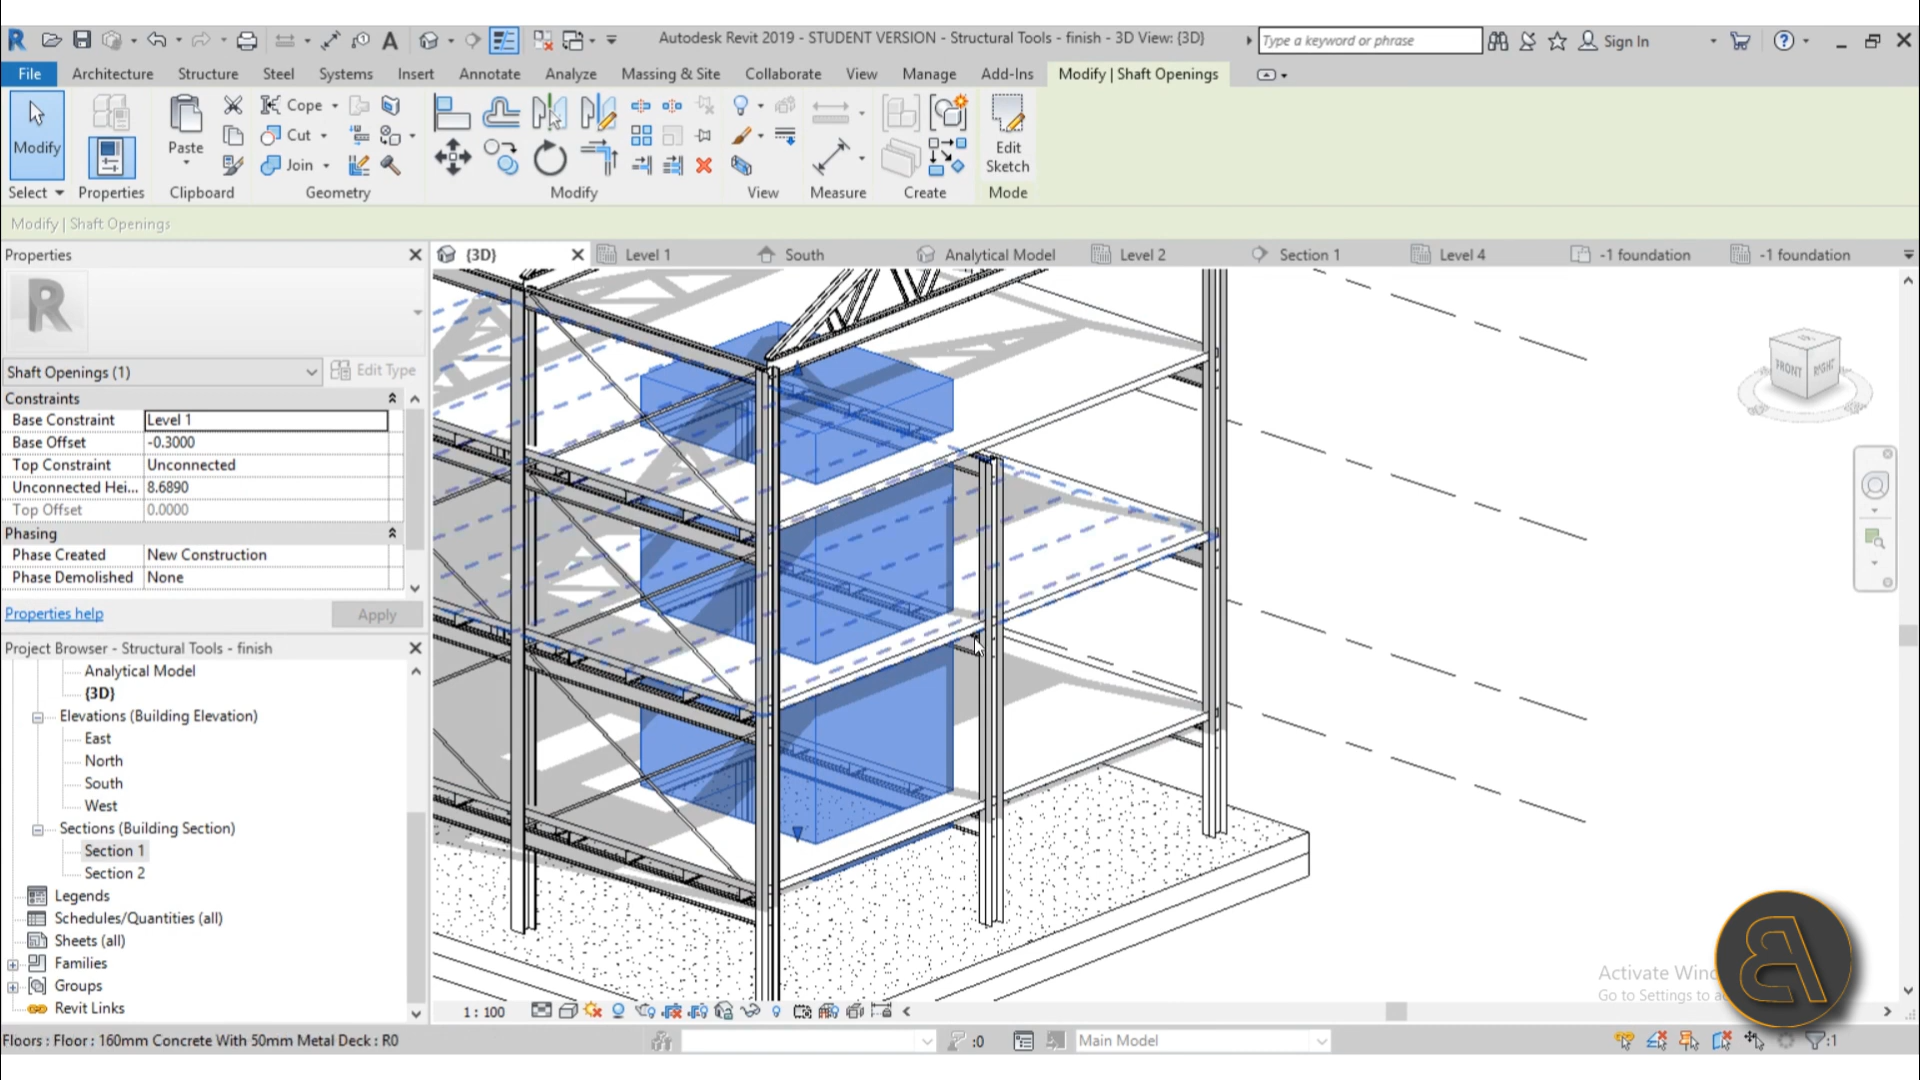 Autodesk Revit 2019 - STUDENT VERSION - Structural Tools - finish - 3D View: {3D}
Type a keyword or phrase
Sign In
File Architecture Structure Steel Systems Insert Annotate Analyze Massing & Site Collaborate View Manage Add-Ins Modify | Shaft Openings
Modify
Paste
Cope
Cut
Join
Edit
Sketch
Select Properties Clipboard Geometry Modify View Measure Create Mode
Modify | Shaft Openings
Properties
{3D} Level 1 South Analytical Model Level 2 Section 1 Level 4 -1 foundation -1 foundation
R
Shaft Openings (1) Edit Type
Constraints
Base Constraint Level 1
Base Offset -0.3000
Top Constraint Unconnected
Unconnected Hei... 8.6890
Top Offset 0.0000
Phasing
Phase Created New Construction
Phase Demolished None
Properties help Apply
FRONT RIGHT
Project Browser - Structural Tools - finish
Analytical Model
{3D}
Elevations (Building Elevation)
East
North
South
West
Sections (Building Section)
Section 1
Section 2
Legends
Schedules/Quantities (all)
Sheets (all)
Families
Groups
Revit Links
Activate Wind
Go to Settings to a
1 : 100
Floors : Floor : 160mm Concrete With 50mm Metal Deck : R0
:0
Main Model
:1